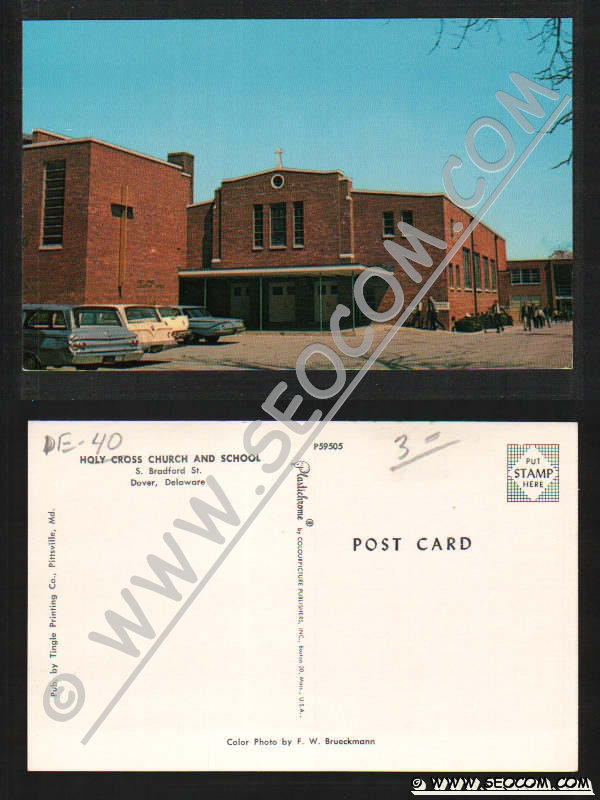 © WWW.SEOCOM.COM
DE-40
HOLY CROSS CHURCH AND SCHOOL
S. Bradford St.
Dover, Delaware
P59505
3-
PUT
STAMP
HERE
POST CARD
Plastichrome ® by COLOURPICTURE PUBLISHERS, INC., Boston 30, Mass., U.S.A.
Pub. by Tingle Printing Co., Pittsville, Md.
Color Photo by F. W. Brueckmann
© WWW.SEOCOM.COM